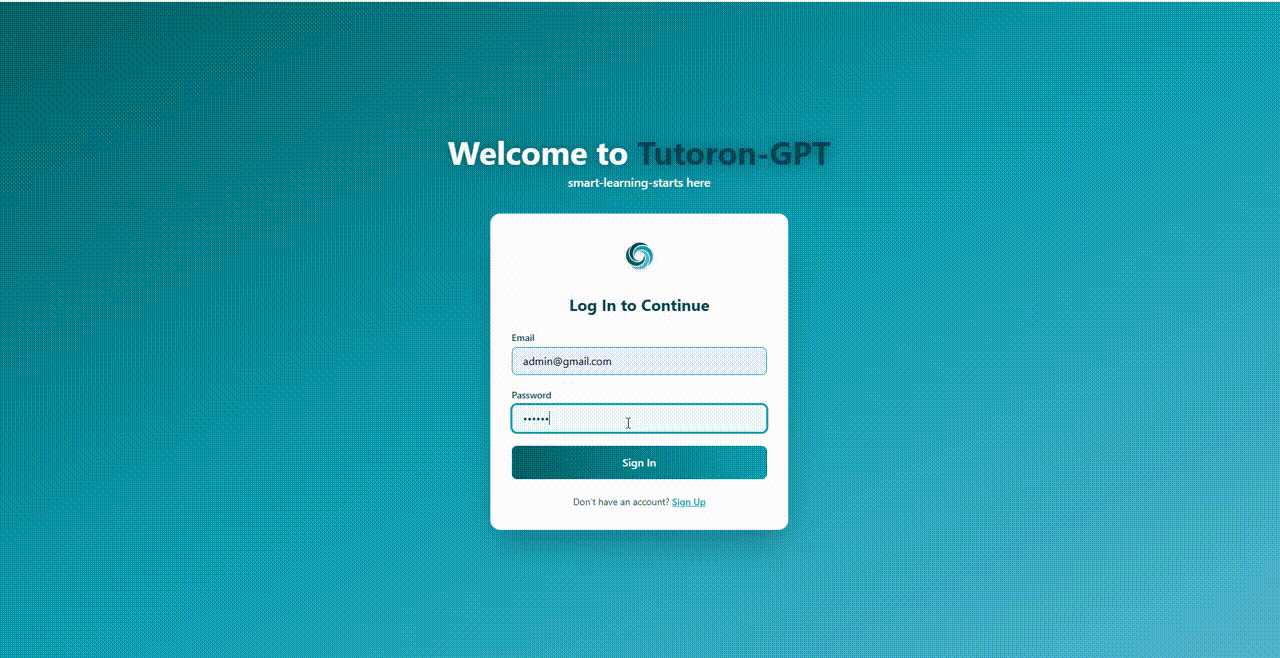 Welcome to Tutoron-GPT
smart-learning-starts here
Log In to Continue
Email
admin@gmail.com
Password
••••••
Sign In
Don't have an account? Sign Up